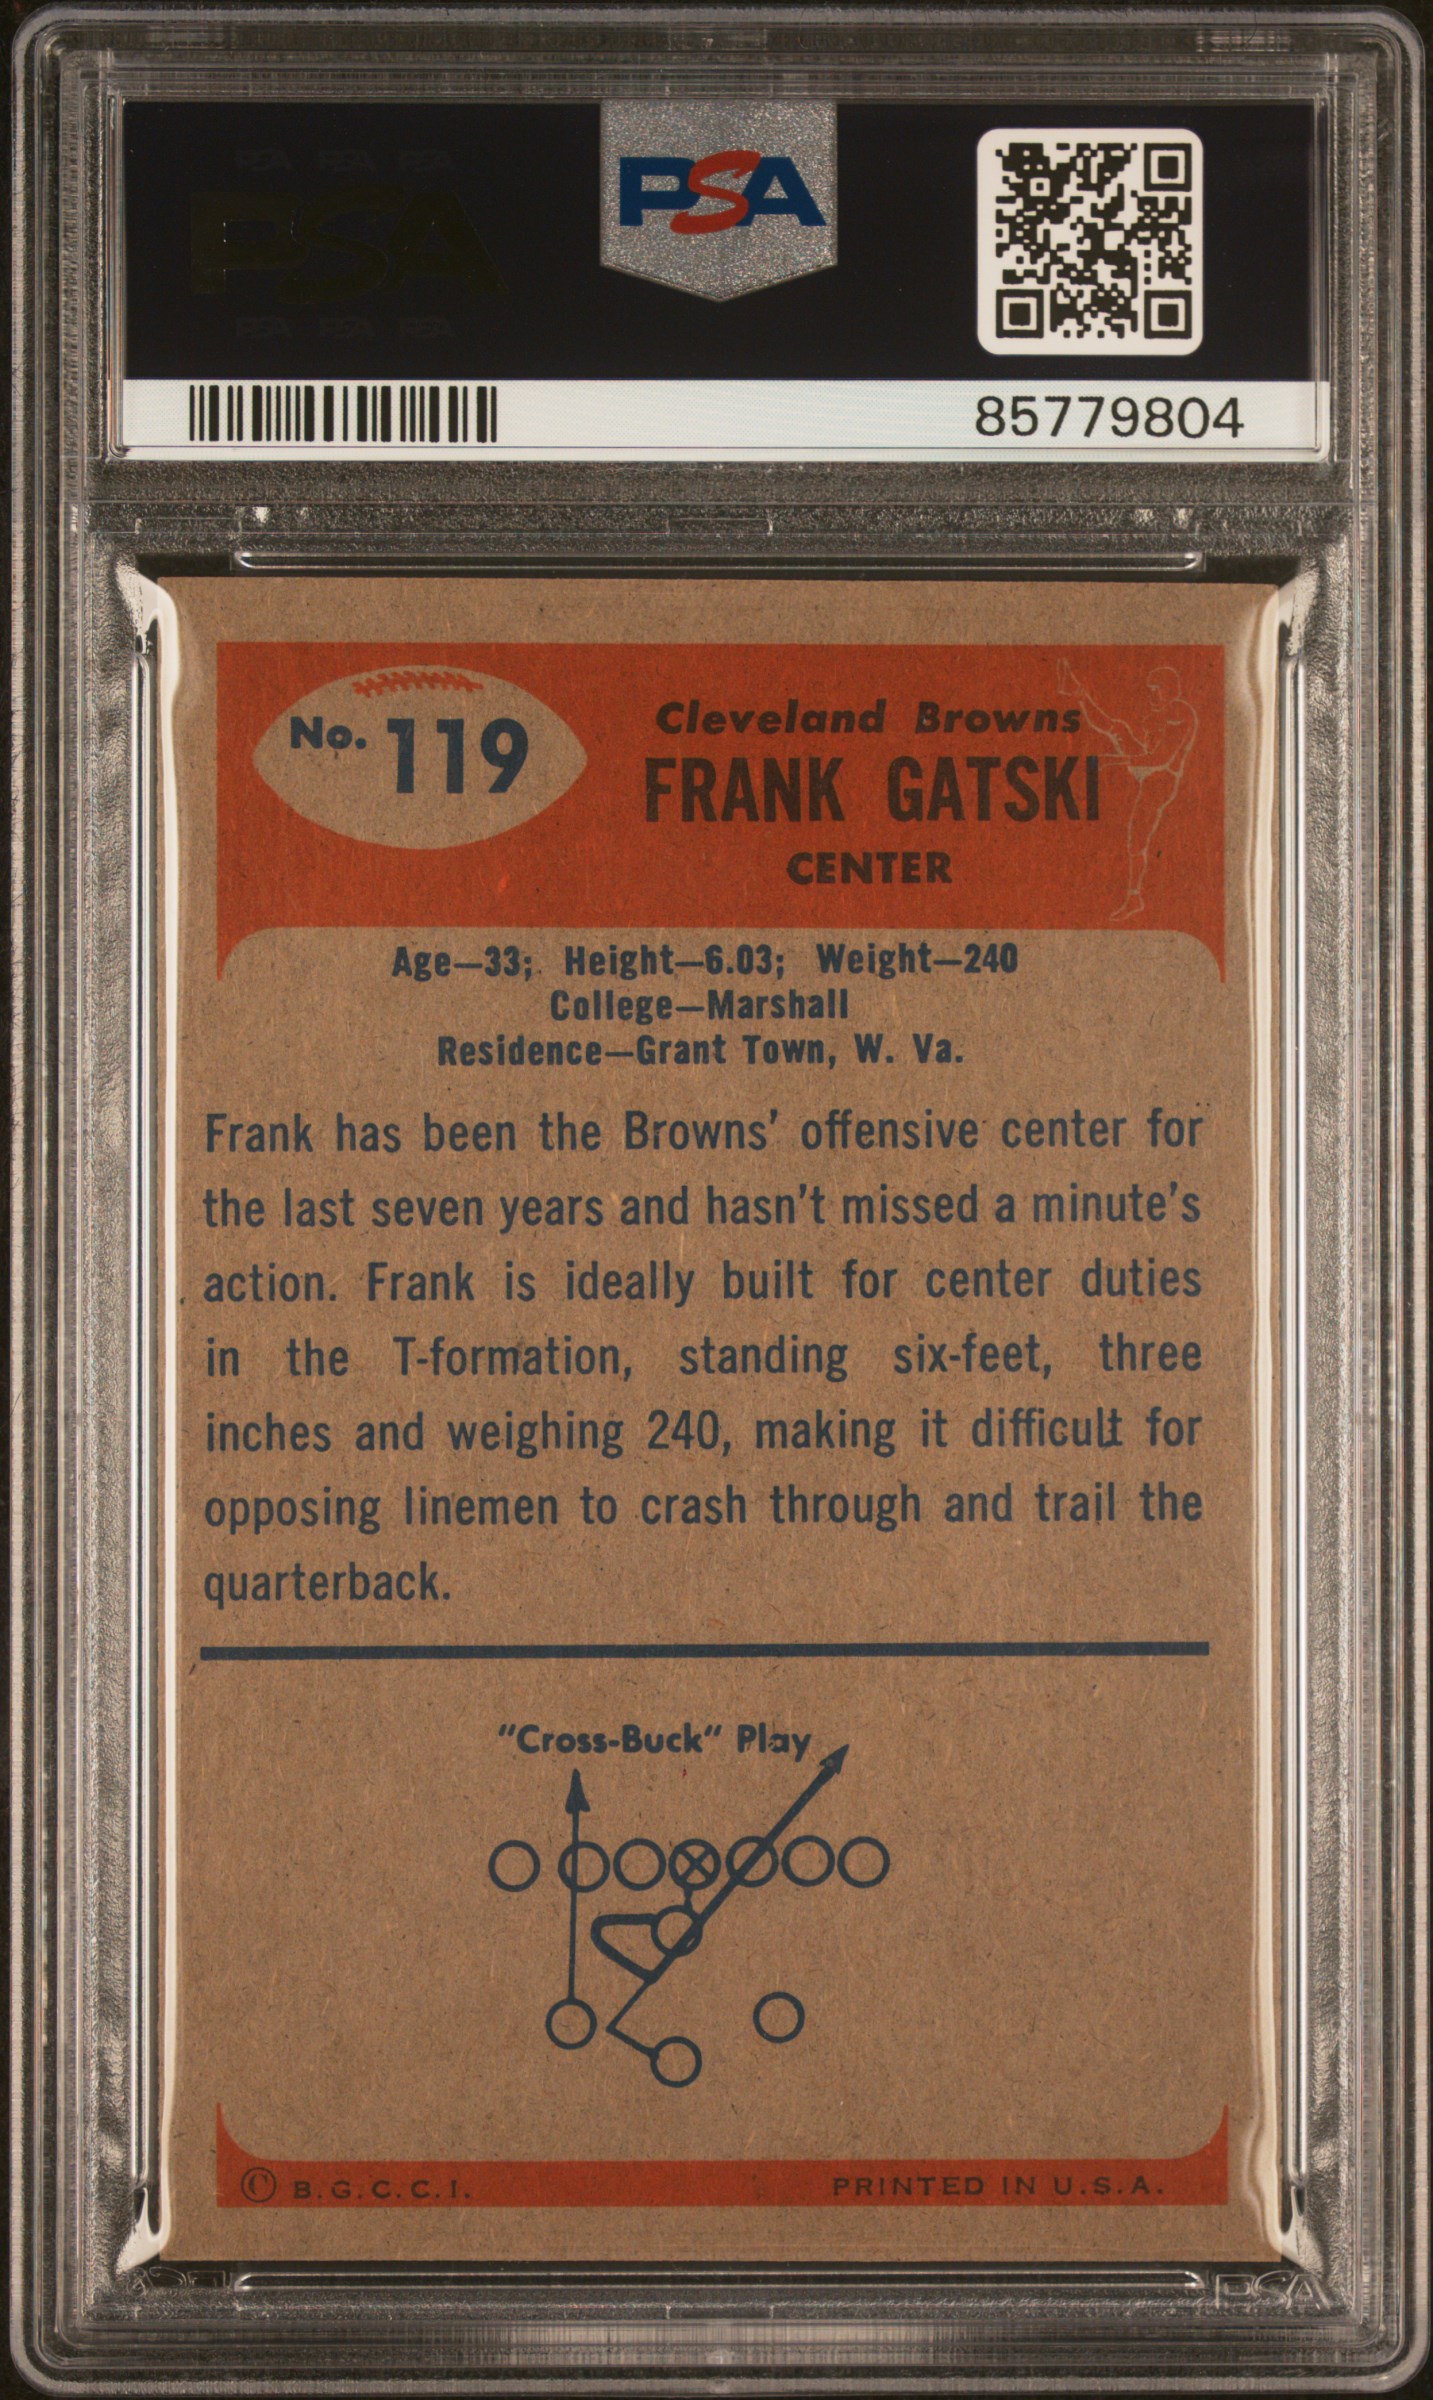 PSA
85779804
No. 119
Cleveland Browns
FRANK GATSKI
CENTER
Age—33; Height—6.03; Weight—240
College—Marshall
Residence—Grant Town, W. Va.
Frank has been the Browns' offensive center for
the last seven years and hasn't missed a minute's
action. Frank is ideally built for center duties
in the T-formation, standing six-feet, three
inches and weighing 240, making it difficult for
opposing linemen to crash through and trail the
quarterback.
"Cross-Buck" Play
© B.G.C.C.I.
PRINTED IN U.S.A.
PSA